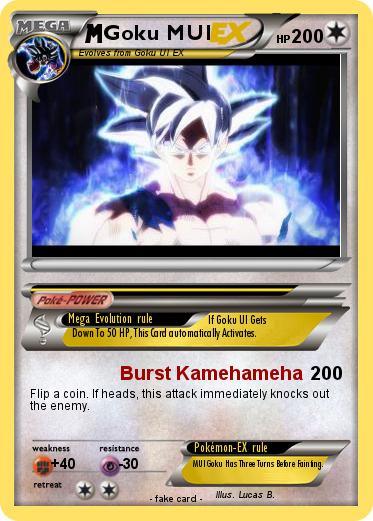 MEGA M Goku MUI EX HP 200
Evolves from Goku UI EX
Poké-POWER
Mega Evolution rule If Goku UI Gets
Down To 50 HP, This Card automatically Activates.
Burst Kamehameha 200
Flip a coin. If heads, this attack immediately knocks out
the enemy.
weakness resistance
+40 -30
retreat
Pokémon-EX rule
MUI Goku Has Three Turns Before Fainting.
- fake card - Illus. Lucas B.